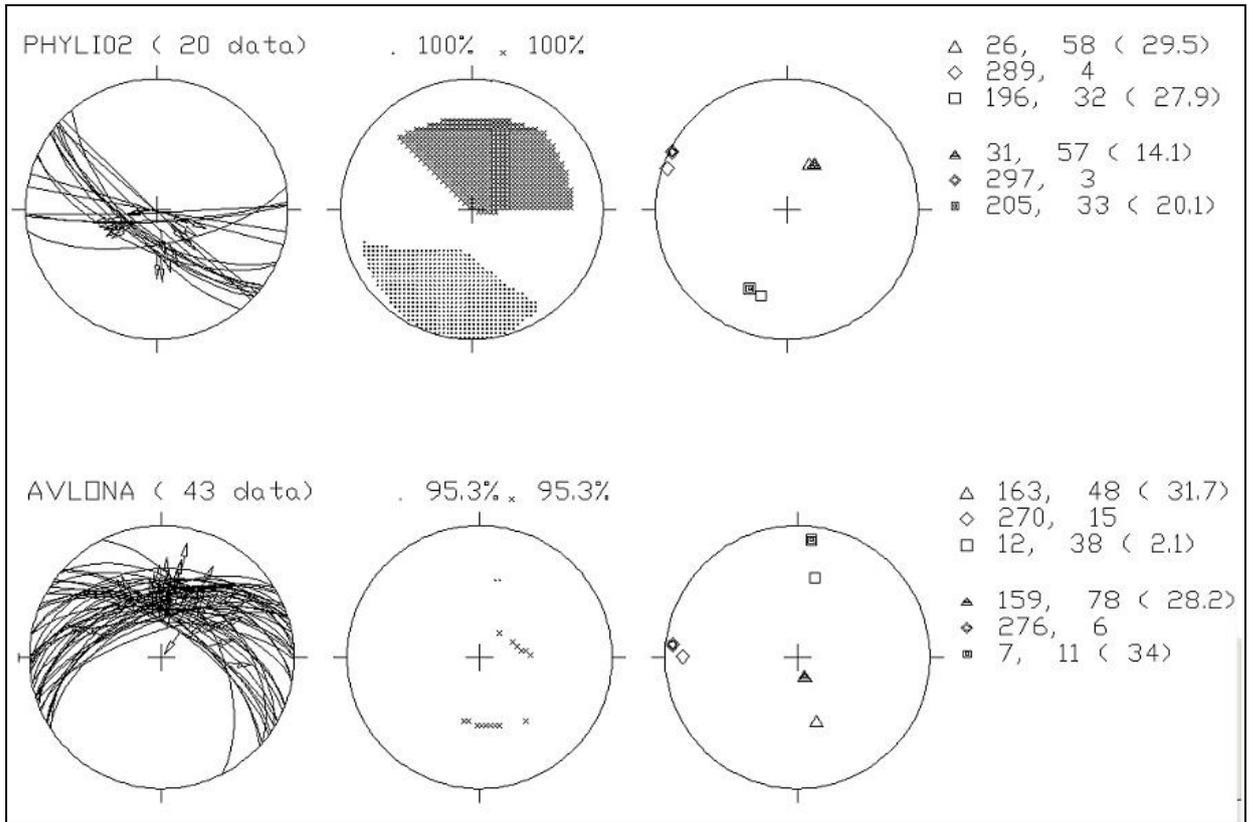 PHYLIO2 ( 20 data) . 100% × 100%
△ 26, 58 ( 29.5)
◇ 289, 4
□ 196, 32 ( 27.9)
31, 57 ( 14.1)
297, 3
205, 33 ( 20.1)
AVLONA ( 43 data) . 95.3% × 95.3%
△ 163, 48 ( 31.7)
◇ 270, 15
□ 12, 38 ( 2.1)
159, 78 ( 28.2)
276, 6
7, 11 ( 34)